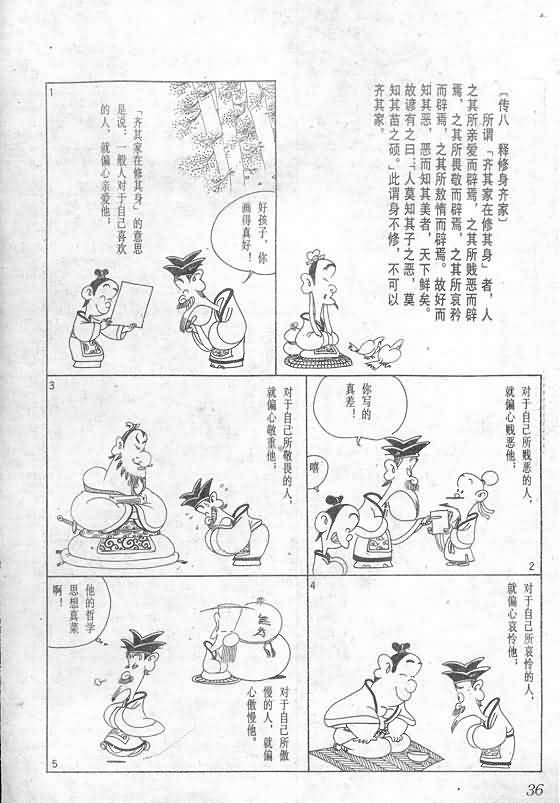 〔传八　释修身齐家〕
所谓「齐其家在修其身」者，人
之其所亲爱而辟焉，之其所贱恶而辟
焉，之其所畏敬而辟焉，之其所哀矜
而辟焉，之其所敖惰而辟焉。故好而
知其恶，恶而知其美者，天下鲜矣。
故谚有之曰：「人莫知其子之恶，莫
知其苗之硕。」此谓身不修，不可以
齐其家。
1
「齐其家在修其身」的意思
是说：一般人对于自己喜欢
的人，就偏心亲爱他；
好孩子，你
画得真好！
对于自己所贱恶的人，
就偏心贱恶他；
你写的
真差！
嘻
2
3
对于自己所敬畏的人，
就偏心敬重他；
4
对于自己所哀怜的人，
就偏心哀怜他；
对于自己所傲
慢的人，就偏
心傲慢他。
他的哲学
思想真菜
啊！
5
36